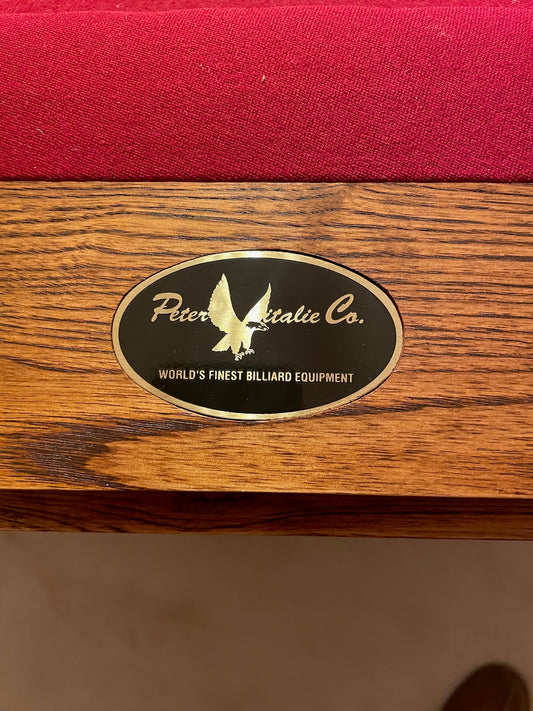 Peter Vitalie Co.
WORLD'S FINEST BILLIARD EQUIPMENT